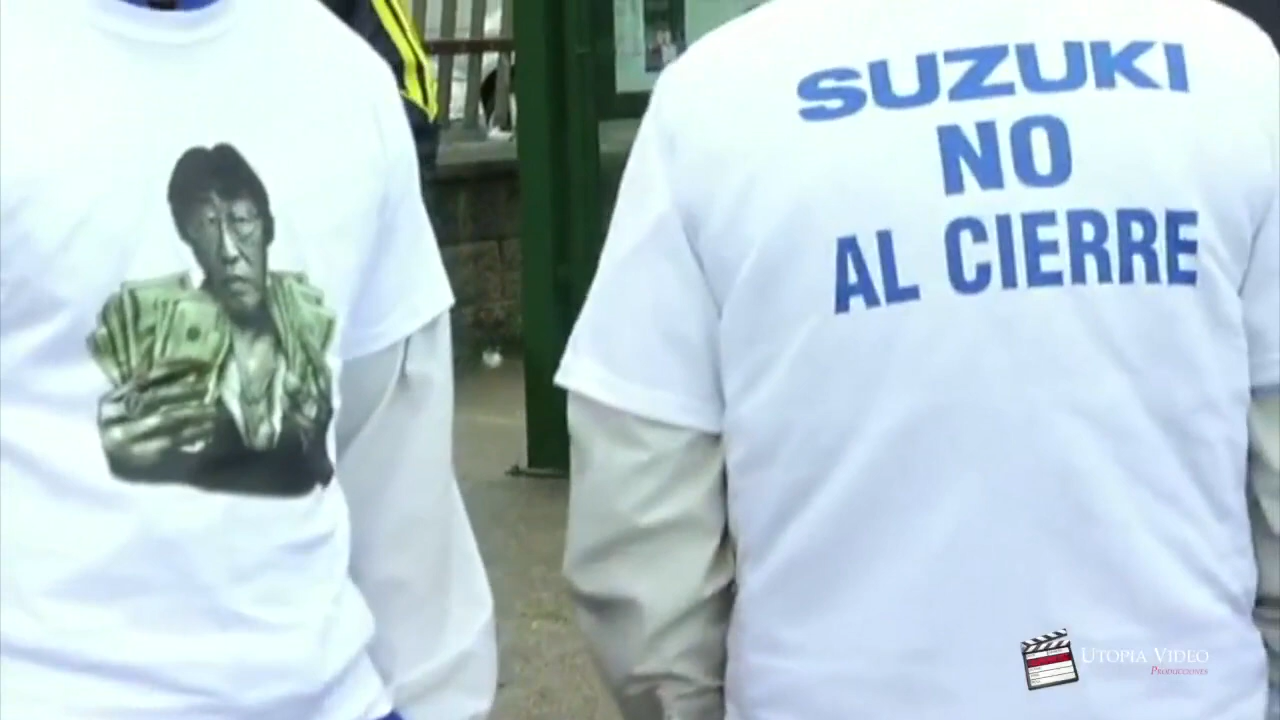 SUZUKI
NO
AL CIERRE
UTOPIA VIDEO
PRODUCCIONES